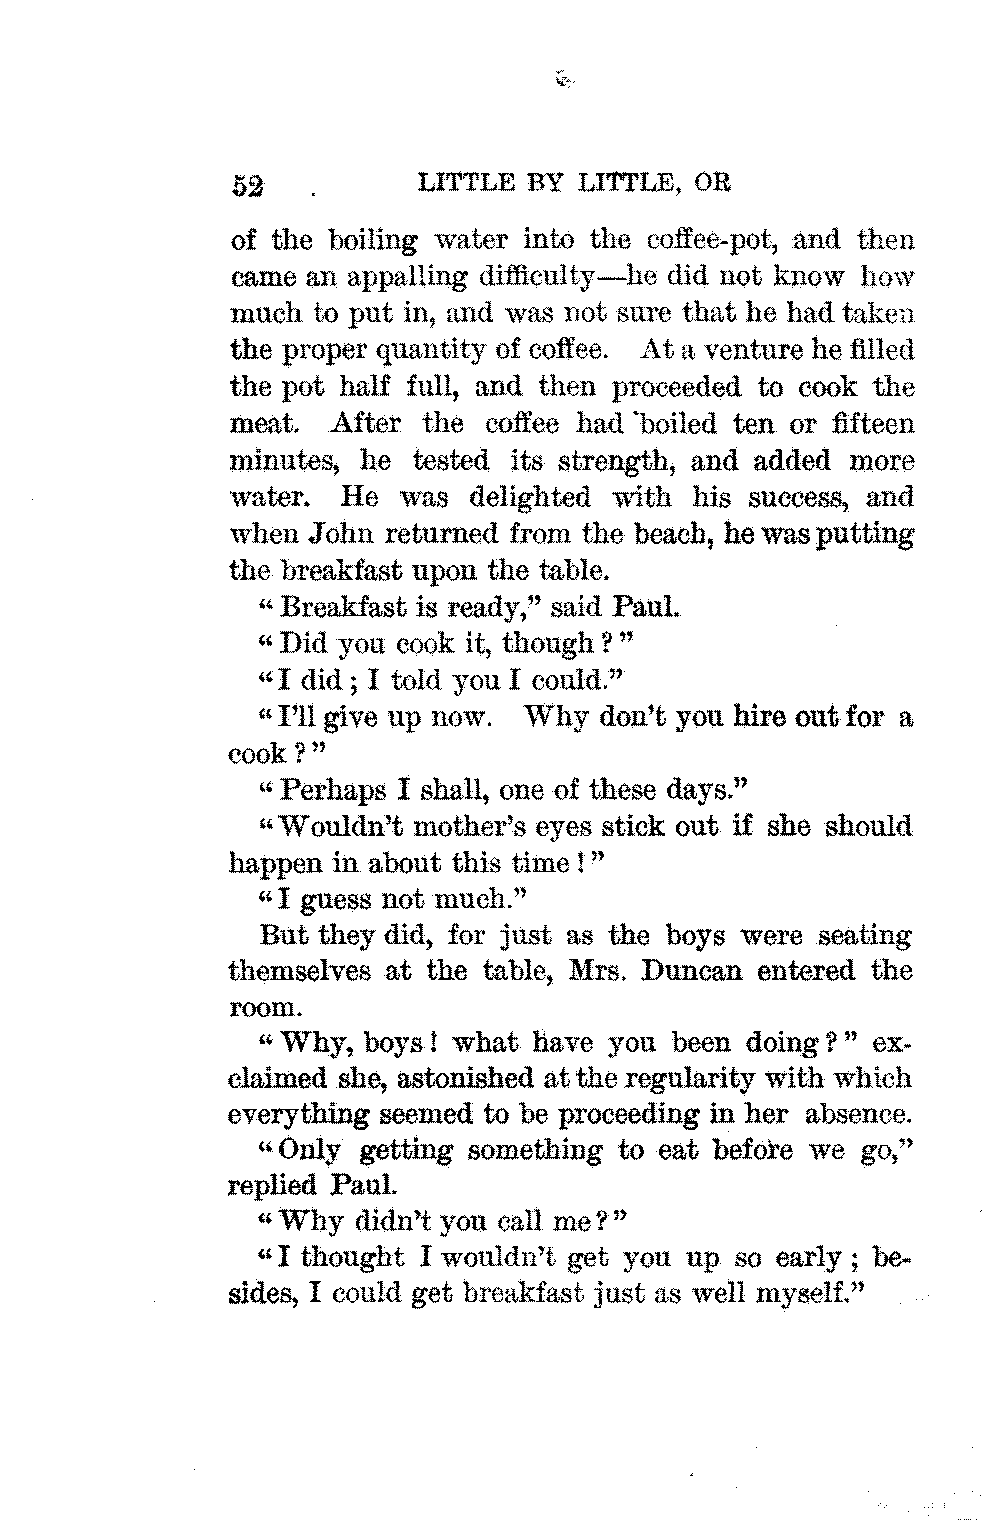 52 LITTLE BY LITTLE, OR
of the boiling water into the coffee-pot, and then
came an appalling difficulty—he did not know how
much to put in, and was not sure that he had taken
the proper quantity of coffee. At a venture he filled
the pot half full, and then proceeded to cook the
meat. After the coffee had boiled ten or fifteen
minutes, he tested its strength, and added more
water. He was delighted with his success, and
when John returned from the beach, he was putting
the breakfast upon the table.
“Breakfast is ready,” said Paul.
“Did you cook it, though?”
“I did; I told you I could.”
“I'll give up now. Why don't you hire out for a
cook?”
“Perhaps I shall, one of these days.”
“Wouldn't mother's eyes stick out if she should
happen in about this time!”
“I guess not much.”
But they did, for just as the boys were seating
themselves at the table, Mrs. Duncan entered the
room.
“Why, boys! what have you been doing?” ex-
claimed she, astonished at the regularity with which
everything seemed to be proceeding in her absence.
“Only getting something to eat before we go,”
replied Paul.
“Why didn't you call me?”
“I thought I wouldn't get you up so early; be-
sides, I could get breakfast just as well myself.”